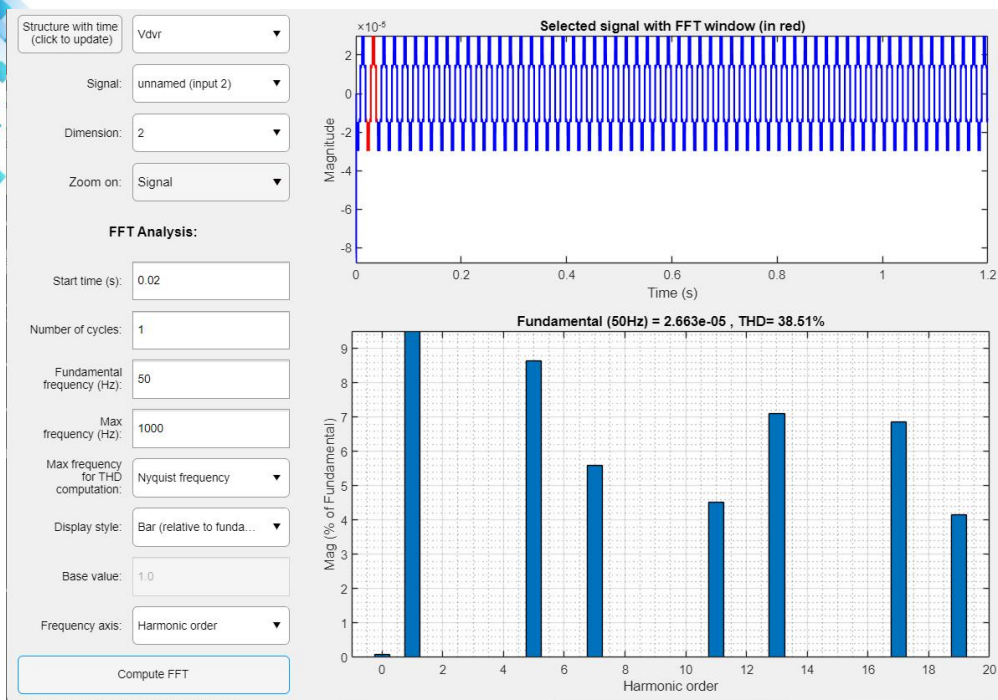 Structure with time
(click to update)
Vdvr
Signal:
unnamed (input 2)
Dimension:
2
Zoom on:
Signal
FFT Analysis:
Start time (s):
0.02
Number of cycles:
1
Fundamental
frequency (Hz):
50
Max
frequency (Hz):
1000
Max frequency
for THD
computation:
Nyquist frequency
Display style:
Bar (relative to funda...
Base value:
1.0
Frequency axis:
Harmonic order
Compute FFT
×10⁻⁵
Selected signal with FFT window (in red)
2
0
-2
-4
-6
-8
Magnitude
0 0.2 0.4 0.6 0.8 1 1.2
Time (s)
Fundamental (50Hz) = 2.663e-05 , THD= 38.51%
9
8
7
6
5
4
3
2
1
0
Mag (% of Fundamental)
0 2 4 6 8 10 12 14 16 18 20
Harmonic order